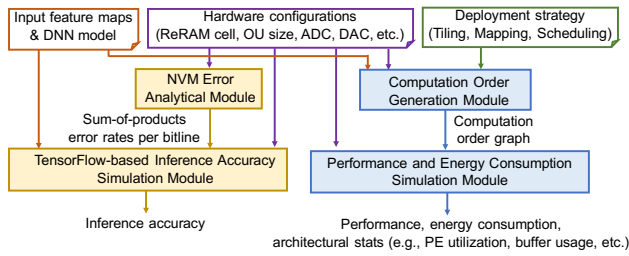 Input feature maps
& DNN model
Hardware configurations
(ReRAM cell, OU size, ADC, DAC, etc.)
Deployment strategy
(Tiling, Mapping, Scheduling)
NVM Error
Analytical Module
Computation Order
Generation Module
Sum-of-products
error rates per bitline
Computation
order graph
TensorFlow-based Inference Accuracy
Simulation Module
Performance and Energy Consumption
Simulation Module
Inference accuracy
Performance, energy consumption,
architectural stats (e.g., PE utilization, buffer usage, etc.)